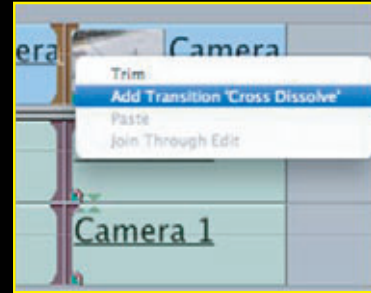 era
Camera
Trim
Add Transition 'Cross Dissolve'
Paste
Join Through Edit
Camera 1